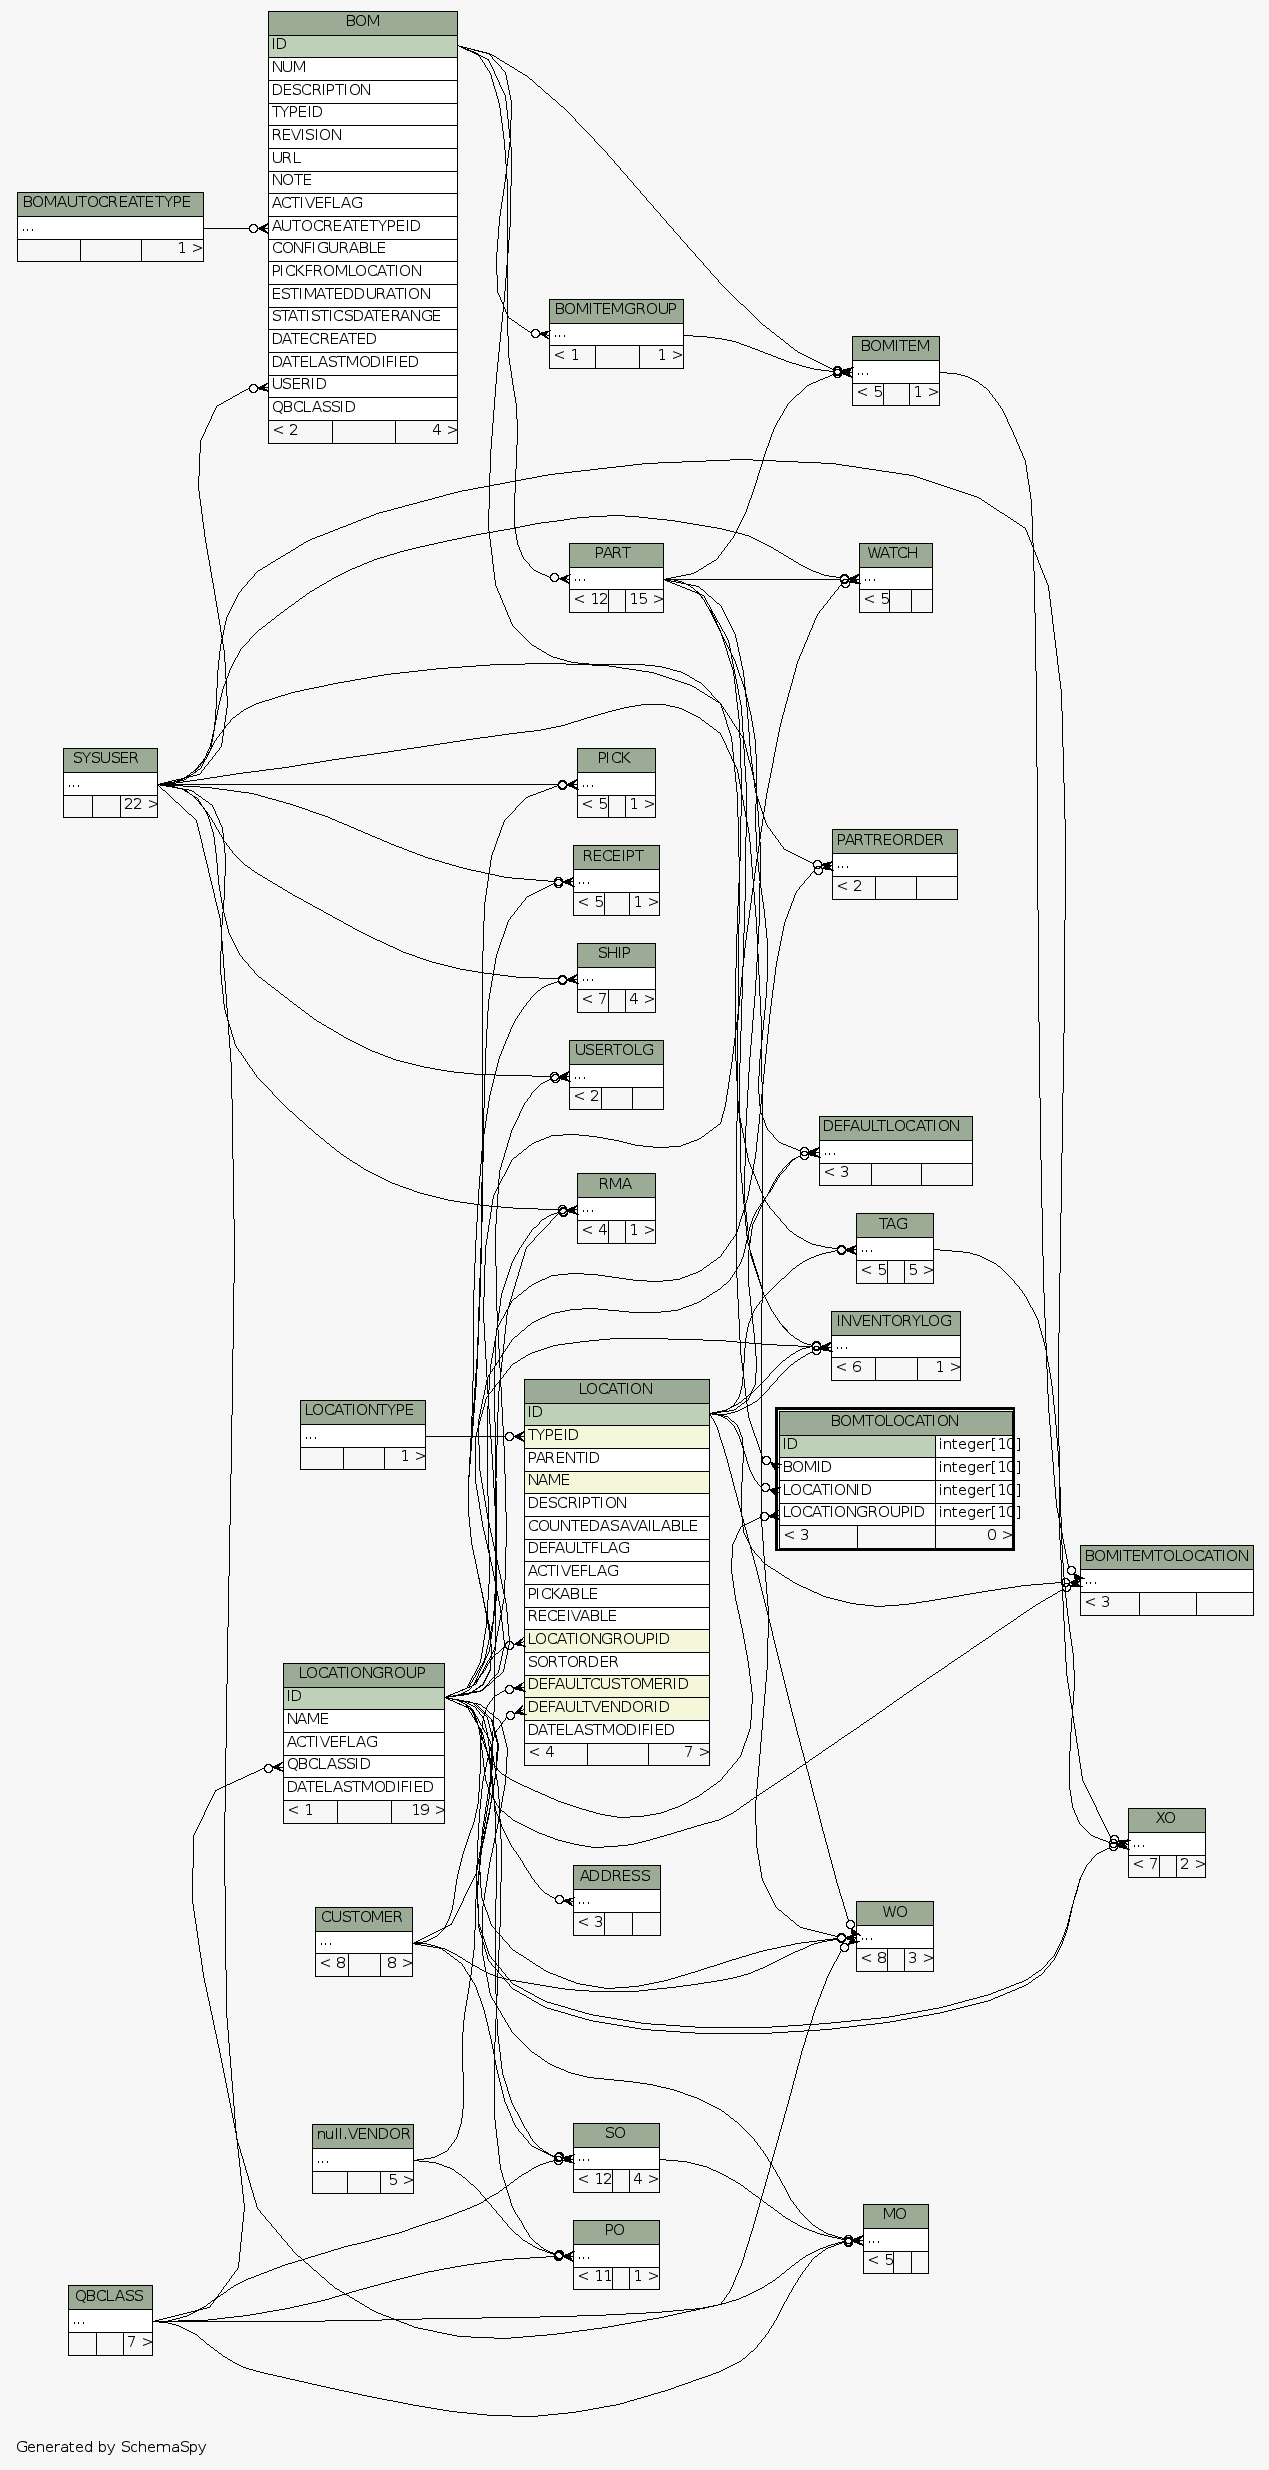 BOM
ID
NUM
DESCRIPTION
TYPEID
REVISION
URL
NOTE
ACTIVEFLAG
AUTOCREATETYPEID
CONFIGURABLE
PICKFROMLOCATION
ESTIMATEDDURATION
STATISTICSDATERANGE
DATECREATED
DATELASTMODIFIED
USERID
QBCLASSID
< 2 4 >
BOMAUTOCREATETYPE
...
1 >
BOMITEMGROUP
...
< 1 1 >
BOMITEM
...
< 5 1 >
PART
...
< 12 15 >
WATCH
...
< 5
SYSUSER
...
22 >
PICK
...
< 5 1 >
PARTREORDER
...
< 2
RECEIPT
...
< 5 1 >
SHIP
...
< 7 4 >
USERTOLG
...
< 2
DEFAULTLOCATION
...
< 3
RMA
...
< 4 1 >
TAG
...
< 5 5 >
INVENTORYLOG
...
< 6 1 >
LOCATIONTYPE
...
1 >
LOCATION
ID
TYPEID
PARENTID
NAME
DESCRIPTION
COUNTEDASAVAILABLE
DEFAULTFLAG
ACTIVEFLAG
PICKABLE
RECEIVABLE
LOCATIONGROUPID
SORTORDER
DEFAULTCUSTOMERID
DEFAULTVENDORID
DATELASTMODIFIED
< 4 7 >
BOMTOLOCATION
ID integer[10]
BOMID integer[10]
LOCATIONID integer[10]
LOCATIONGROUPID integer[10]
< 3 0 >
BOMITEMTOLOCATION
...
< 3
LOCATIONGROUP
ID
NAME
ACTIVEFLAG
QBCLASSID
DATELASTMODIFIED
< 1 19 >
XO
...
< 7 2 >
ADDRESS
...
< 3
CUSTOMER
...
< 8 8 >
WO
...
< 8 3 >
null.VENDOR
...
5 >
SO
...
< 12 4 >
MO
...
< 5
PO
...
< 11 1 >
QBCLASS
...
7 >
Generated by SchemaSpy